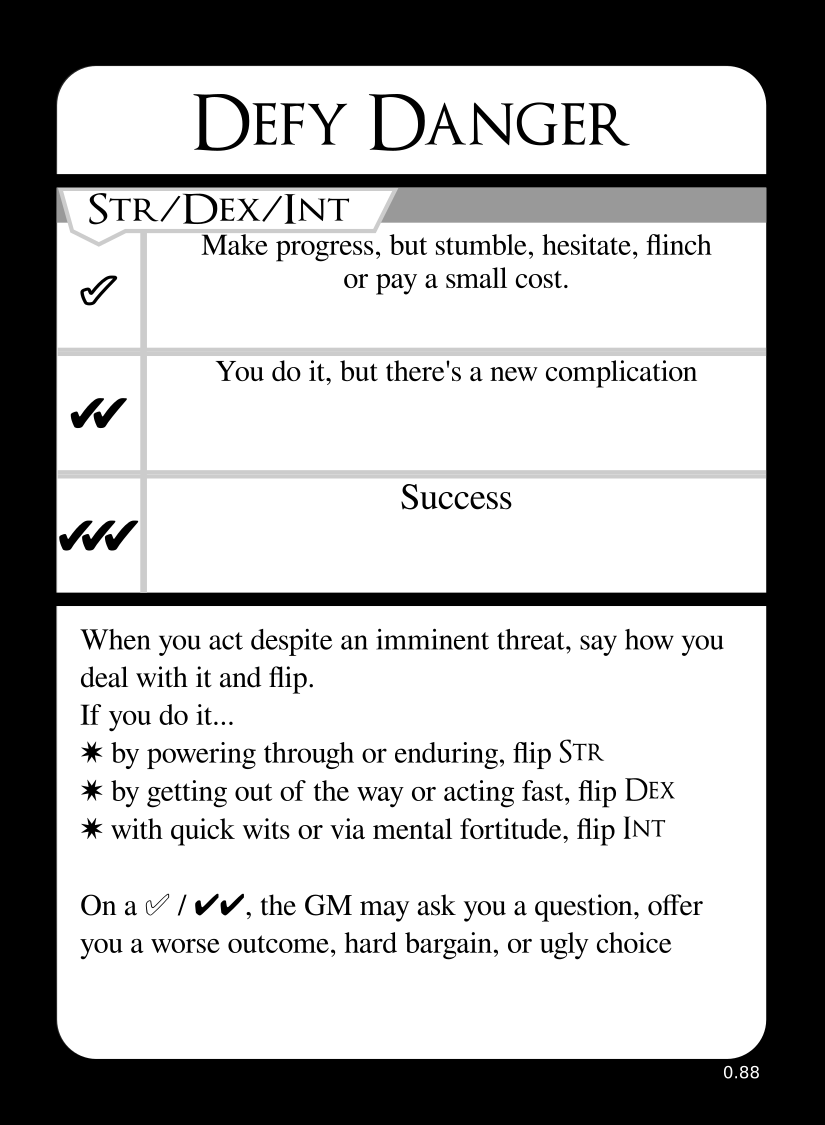 Defy Danger
Str/Dex/Int
Make progress, but stumble, hesitate, flinch
or pay a small cost.
✓
You do it, but there's a new complication
✔✔
Success
✔✔✔
When you act despite an imminent threat, say how you
deal with it and flip.
If you do it...
✷ by powering through or enduring, flip Str
✷ by getting out of the way or acting fast, flip Dex
✷ with quick wits or via mental fortitude, flip Int
On a ✓ / ✔✔, the GM may ask you a question, offer
you a worse outcome, hard bargain, or ugly choice
0.88